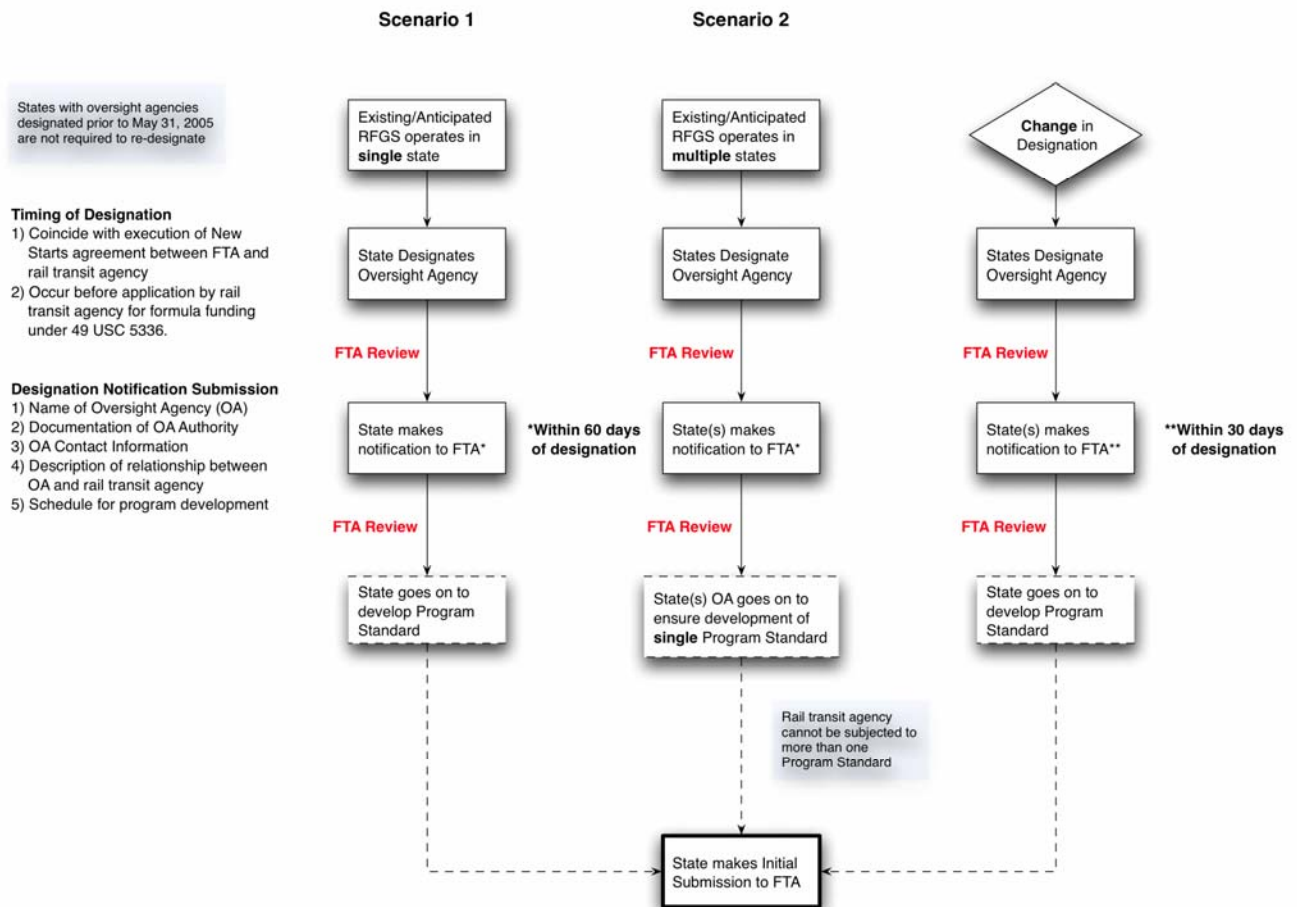 Scenario 1
Scenario 2
States with oversight agencies
designated prior to May 31, 2005
are not required to re-designate
Existing/Anticipated
RFGS operates in
single state
Existing/Anticipated
RFGS operates in
multiple states
Change in
Designation
Timing of Designation
1) Coincide with execution of New
Starts agreement between FTA and
rail transit agency
2) Occur before application by rail
transit agency for formula funding
under 49 USC 5336.
State Designates
Oversight Agency
States Designate
Oversight Agency
States Designate
Oversight Agency
FTA Review
FTA Review
FTA Review
Designation Notification Submission
1) Name of Oversight Agency (OA)
2) Documentation of OA Authority
3) OA Contact Information
4) Description of relationship between
OA and rail transit agency
5) Schedule for program development
State makes
notification to FTA*
*Within 60 days
of designation
State(s) makes
notification to FTA*
State(s) makes
notification to FTA**
**Within 30 days
of designation
FTA Review
FTA Review
FTA Review
State goes on to
develop Program
Standard
State(s) OA goes on to
ensure development of
single Program Standard
State goes on to
develop Program
Standard
Rail transit agency
cannot be subjected to
more than one
Program Standard
State makes Initial
Submission to FTA